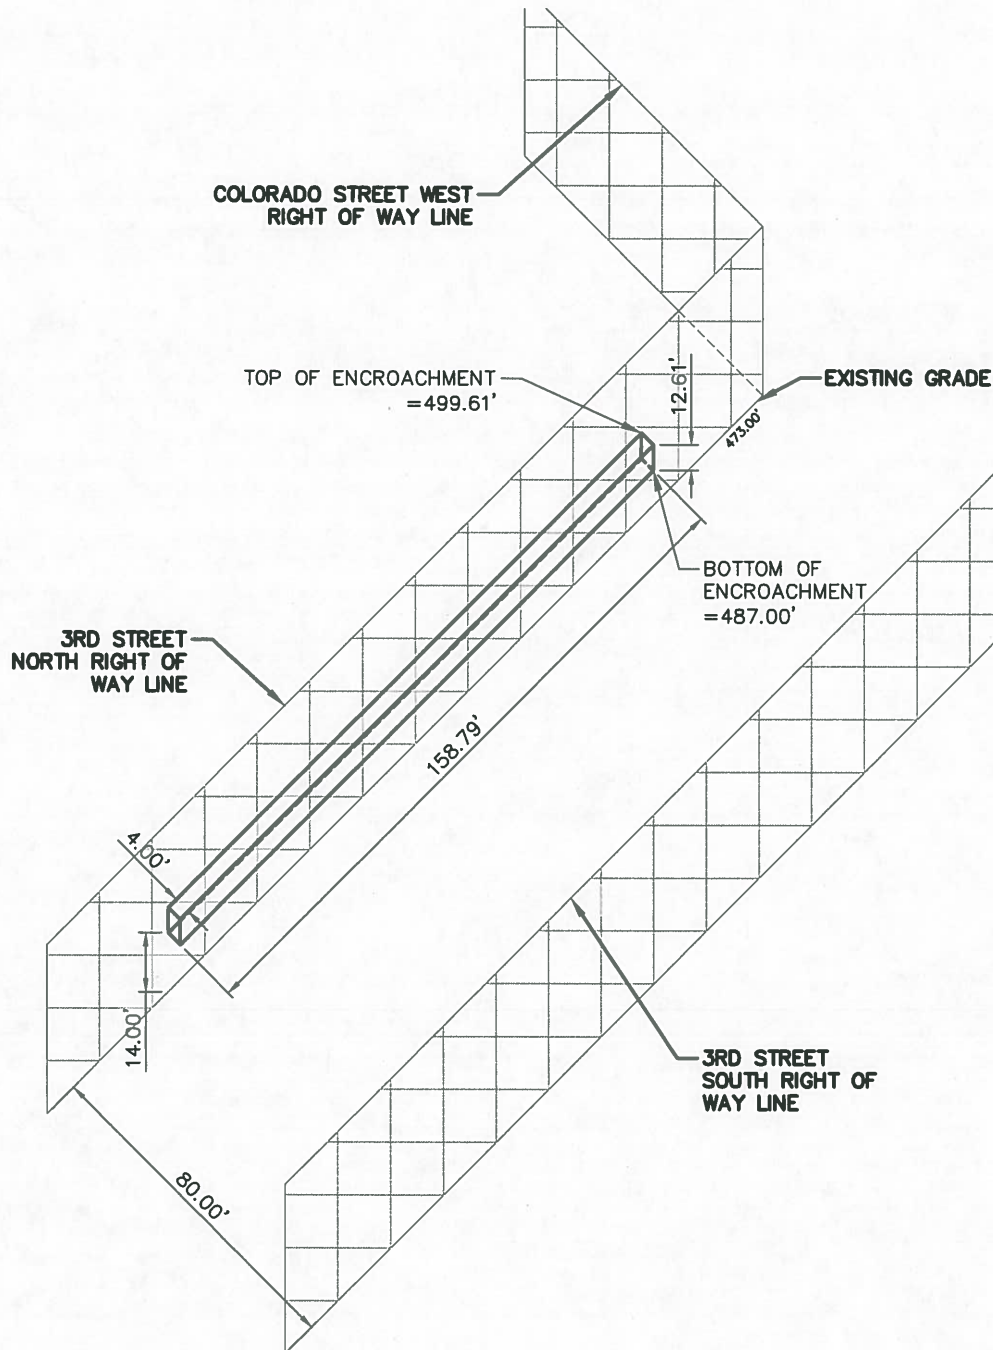 COLORADO STREET WEST
RIGHT OF WAY LINE
TOP OF ENCROACHMENT
=499.61'
12.61'
EXISTING GRADE
473.00'
BOTTOM OF
ENCROACHMENT
=487.00'
3RD STREET
NORTH RIGHT OF
WAY LINE
158.79'
4.00'
14.00'
3RD STREET
SOUTH RIGHT OF
WAY LINE
80.00'